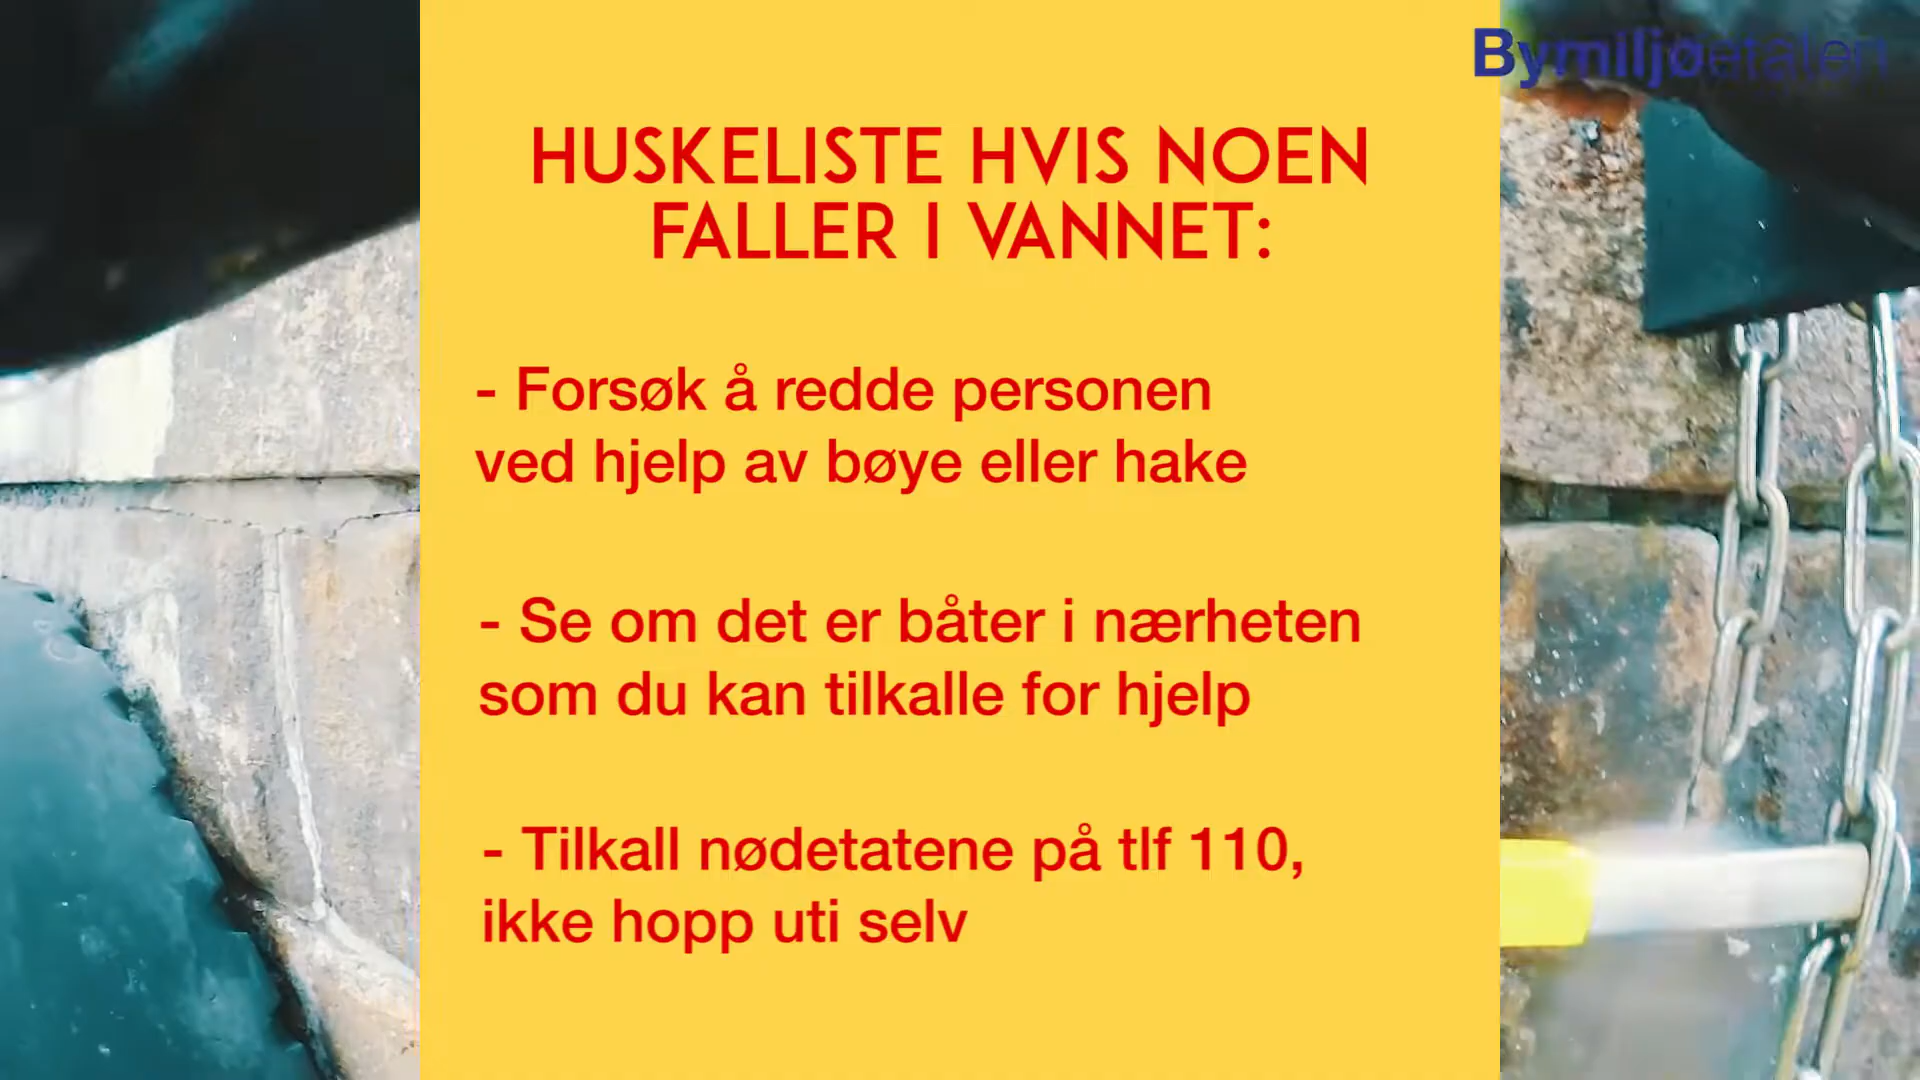 Bymiljøetaten
HUSKELISTE HVIS NOEN
FALLER I VANNET:
- Forsøk å redde personen
ved hjelp av bøye eller hake
- Se om det er båter i nærheten
som du kan tilkalle for hjelp
- Tilkall nødetatene på tlf 110,
ikke hopp uti selv